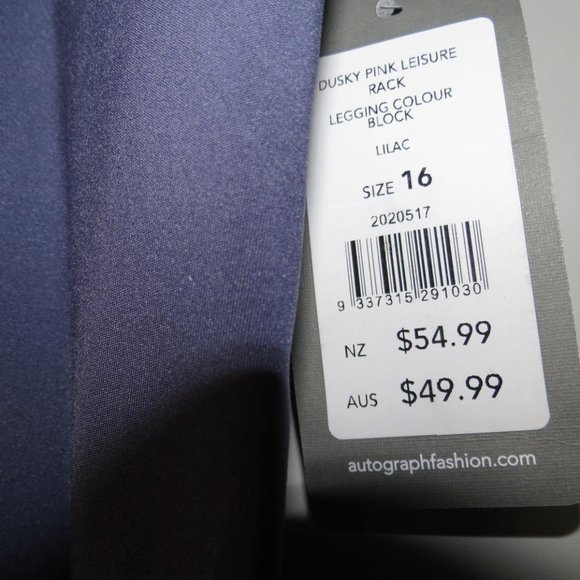 DUSKY PINK LEISURE
RACK
LEGGING COLOUR
BLOCK
LILAC
SIZE 16
2020517
9 337315 291030
NZ $54.99
AUS $49.99
autographfashion.com